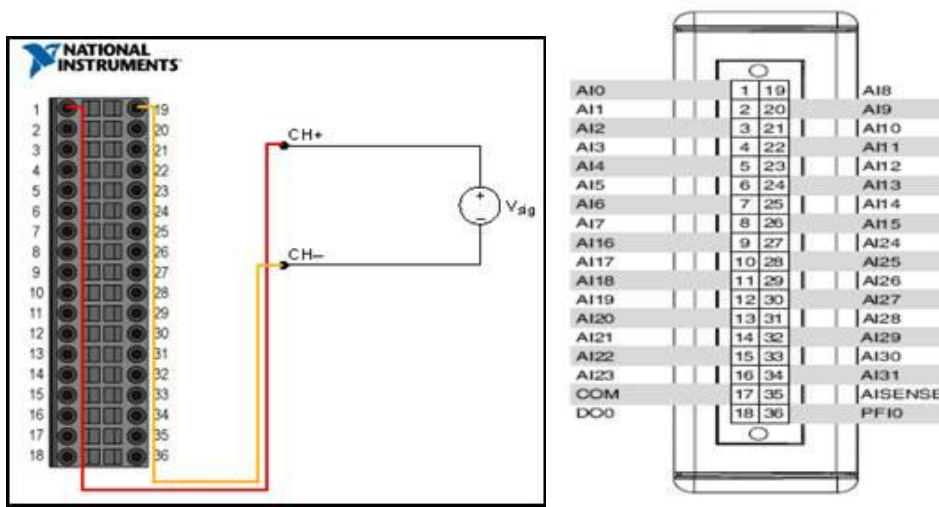 NATIONAL
INSTRUMENTS
1 19
2 20
3 21
4 22
5 23
6 24
7 25
8 26
9 27
10 28
11 29
12 30
13 31
14 32
15 33
16 34
17 35
18 36
CH+
Vsig
CH−
AI0 1 19 AI8
AI1 2 20 AI9
AI2 3 21 AI10
AI3 4 22 AI11
AI4 5 23 AI12
AI5 6 24 AI13
AI6 7 25 AI14
AI7 8 26 AI15
AI16 9 27 AI24
AI17 10 28 AI25
AI18 11 29 AI26
AI19 12 30 AI27
AI20 13 31 AI28
AI21 14 32 AI29
AI22 15 33 AI30
AI23 16 34 AI31
COM 17 35 AISENSE
DO0 18 36 PFI0